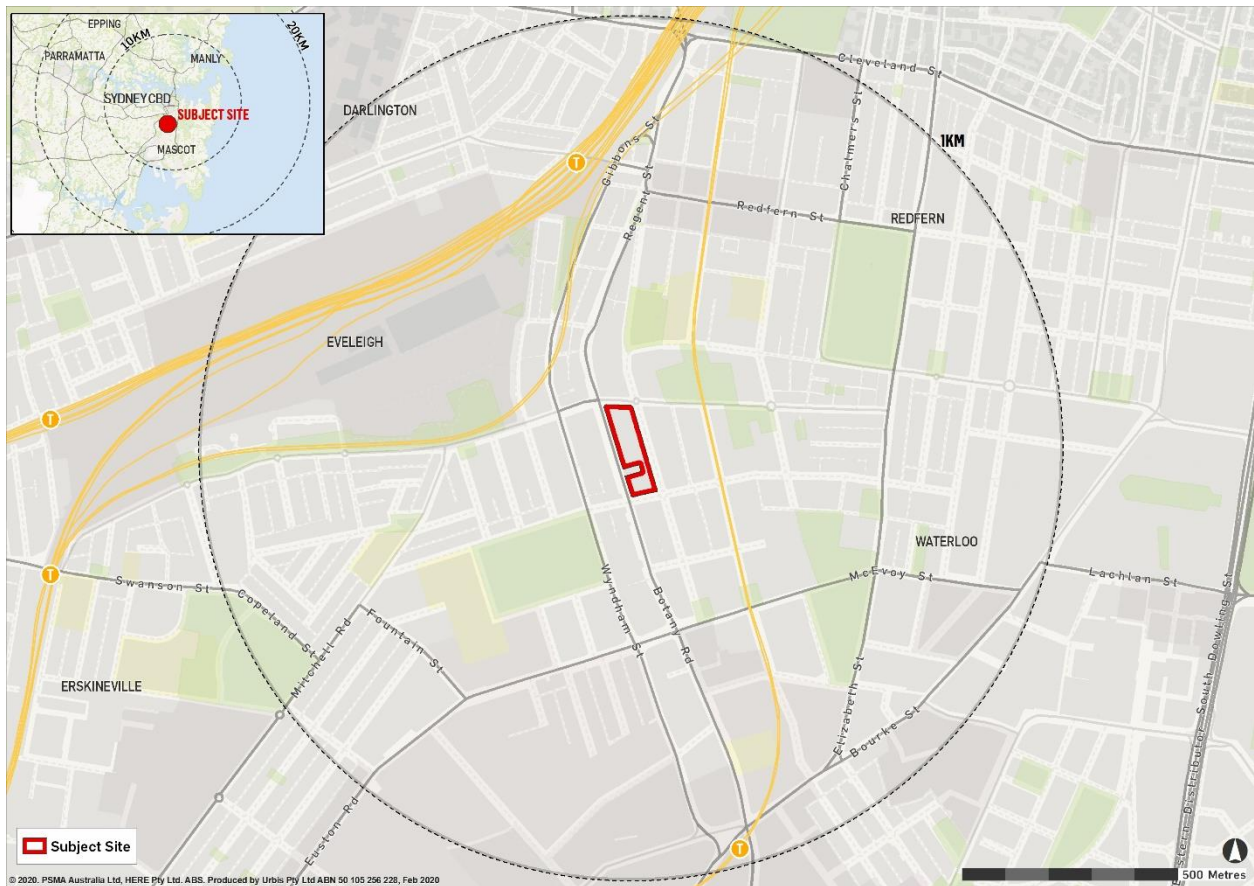 EPPING
20KM
10KM
PARRAMATTA
MANLY
SYDNEY CBD
SUBJECT SITE
MASCOT
Cleveland St
DARLINGTON
1KM
Gibbons St
Chalmers St
T
Regent St
Redfern St
REDFERN
EVELEIGH
T
WATERLOO
T
McEvoy St
Lachlan St
Swanson St
Copeland St
Wyndham St
Botany Rd
Mitchell Rd
Fountain St
ERSKINEVILLE
Elizabeth St
Bourke St
Eastern Distributor South Dowling St
Euston Rd
T
Subject Site
500 Metres
© 2020. PSMA Australia Ltd, HERE Pty Ltd. ABS. Produced by Urbis Pty Ltd ABN 50 105 256 228, Feb 2020